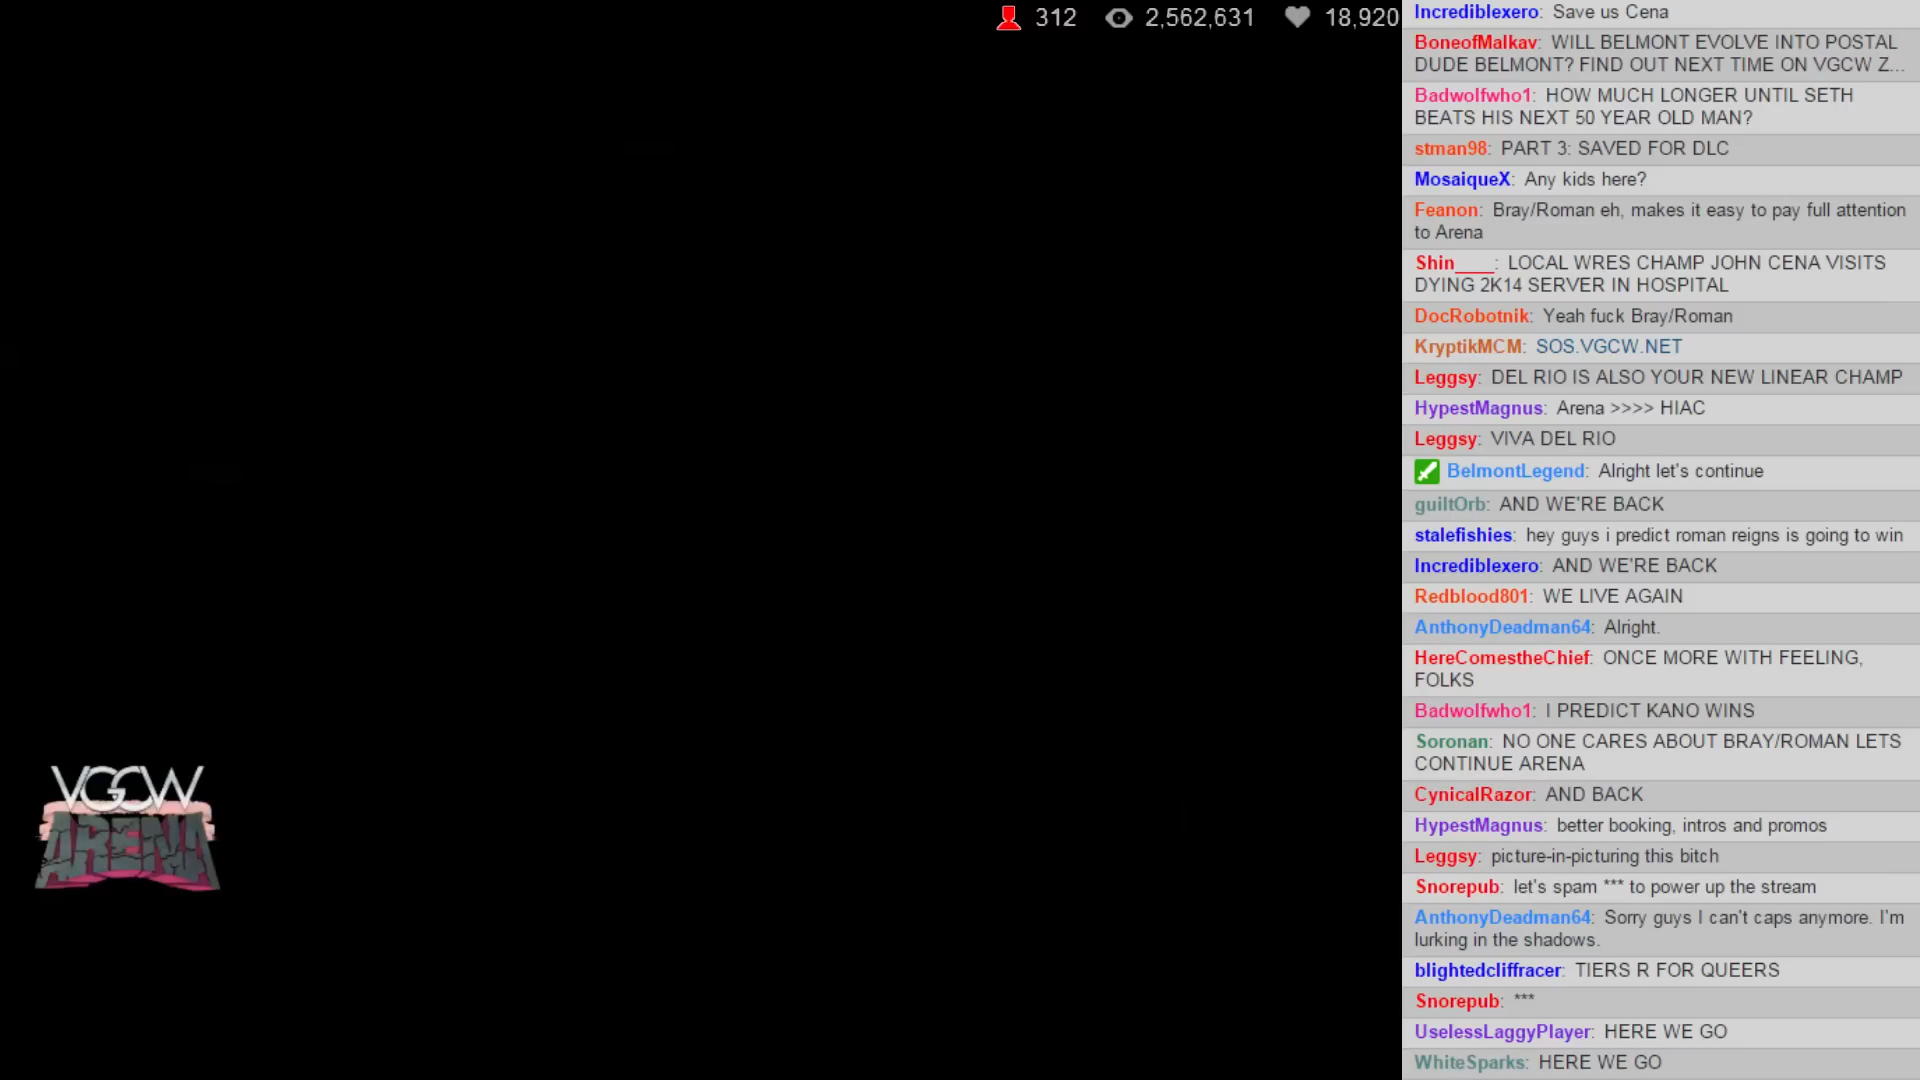 312 2,562,631 18,920
Incrediblexero: Save us Cena
BoneofMalkav: WILL BELMONT EVOLVE INTO POSTAL
DUDE BELMONT? FIND OUT NEXT TIME ON VGCW Z...
Badwolfwho1: HOW MUCH LONGER UNTIL SETH
BEATS HIS NEXT 50 YEAR OLD MAN?
stman98: PART 3: SAVED FOR DLC
MosaiqueX: Any kids here?
Feanon: Bray/Roman eh, makes it easy to pay full attention
to Arena
Shin____: LOCAL WRES CHAMP JOHN CENA VISITS
DYING 2K14 SERVER IN HOSPITAL
DocRobotnik: Yeah fuck Bray/Roman
KryptikMCM: SOS.VGCW.NET
Leggsy: DEL RIO IS ALSO YOUR NEW LINEAR CHAMP
HypestMagnus: Arena >>>> HIAC
Leggsy: VIVA DEL RIO
BelmontLegend: Alright let's continue
guiltOrb: AND WE'RE BACK
stalefishies: hey guys i predict roman reigns is going to win
Incrediblexero: AND WE'RE BACK
Redblood801: WE LIVE AGAIN
AnthonyDeadman64: Alright.
HereComestheChief: ONCE MORE WITH FEELING,
FOLKS
Badwolfwho1: I PREDICT KANO WINS
Soronan: NO ONE CARES ABOUT BRAY/ROMAN LETS
CONTINUE ARENA
CynicalRazor: AND BACK
HypestMagnus: better booking, intros and promos
Leggsy: picture-in-picturing this bitch
Snorepub: let's spam *** to power up the stream
AnthonyDeadman64: Sorry guys I can't caps anymore. I'm
lurking in the shadows.
blightedcliffracer: TIERS R FOR QUEERS
Snorepub: ***
UselessLaggyPlayer: HERE WE GO
WhiteSparks: HERE WE GO
VGCW
ARENA